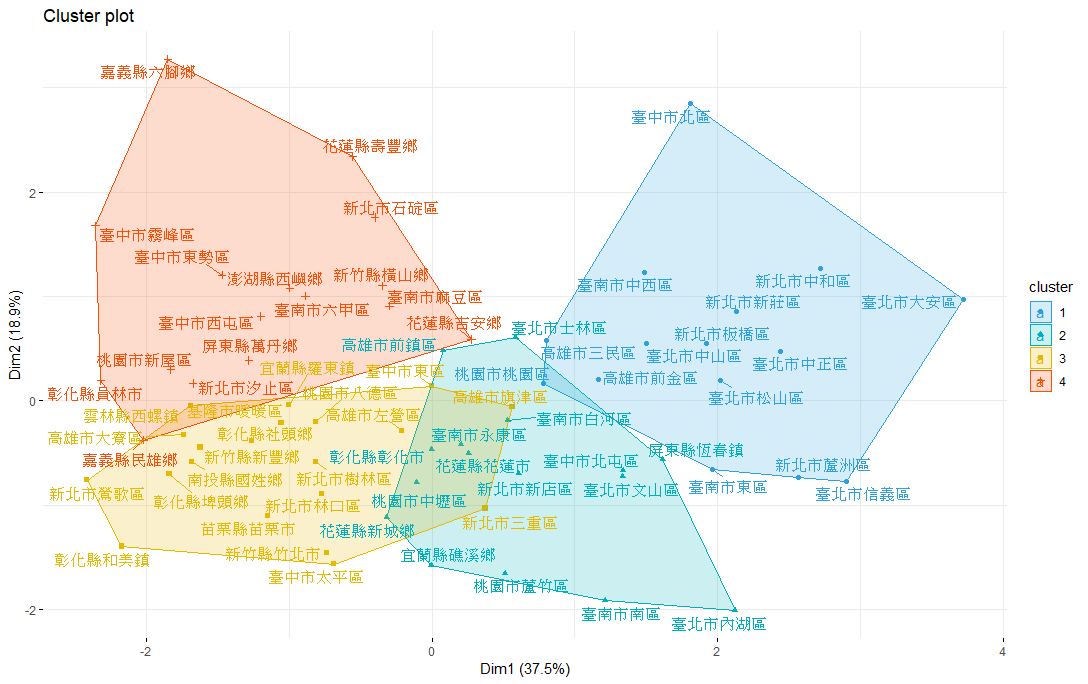 Cluster plot
嘉義縣六腳鄉
臺中市北區
花蓮縣壽豐鄉
2
新北市石碇區
臺中市霧峰區
臺中市東勢區
澎湖縣西嶼鄉
新竹縣橫山鄉
臺南市中西區
新北市中和區
臺南市麻豆區
新北市新莊區
臺北市大安區
臺南市六甲區
臺中市西屯區
花蓮縣吉安鄉
臺北市士林區
新北市板橋區
屏東縣萬丹鄉
高雄市前鎮區
高雄市三民區
臺北市中山區
桃園市新屋區
宜蘭縣羅東鎮
臺中市東區
桃園市桃園區
臺北市中正區
高雄市前金區
新北市汐止區
彰化縣員林市
桃園市八德區
高雄市旗津區
臺北市松山區
0
雲林縣西螺鎮
基隆市暖暖區
高雄市左營區
臺南市白河區
高雄市大寮區
彰化縣社頭鄉
臺南市永康區
嘉義縣民雄鄉
新竹縣新豐鄉
彰化縣彰化市
花蓮縣花蓮市
臺中市北屯區
屏東縣恆春鎮
新北市蘆洲區
新北市鶯歌區
南投縣國姓鄉
新北市樹林區
新北市新店區
臺北市文山區
臺南市東區
臺北市信義區
彰化縣埤頭鄉
新北市林口區
桃園市中壢區
苗栗縣苗栗市
花蓮縣新城鄉
新北市三重區
彰化縣和美鎮
新竹縣竹北市
宜蘭縣礁溪鄉
臺中市太平區
桃園市蘆竹區
-2
臺南市南區
臺北市內湖區
-2
0
2
4
Dim1 (37.5%)
Dim2 (18.9%)
cluster
a 1
a 2
a 3
a 4